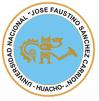 UNIVERSIDAD NACIONAL "JOSE FAUSTINO SANCHEZ CARRION"
-HUACHO-